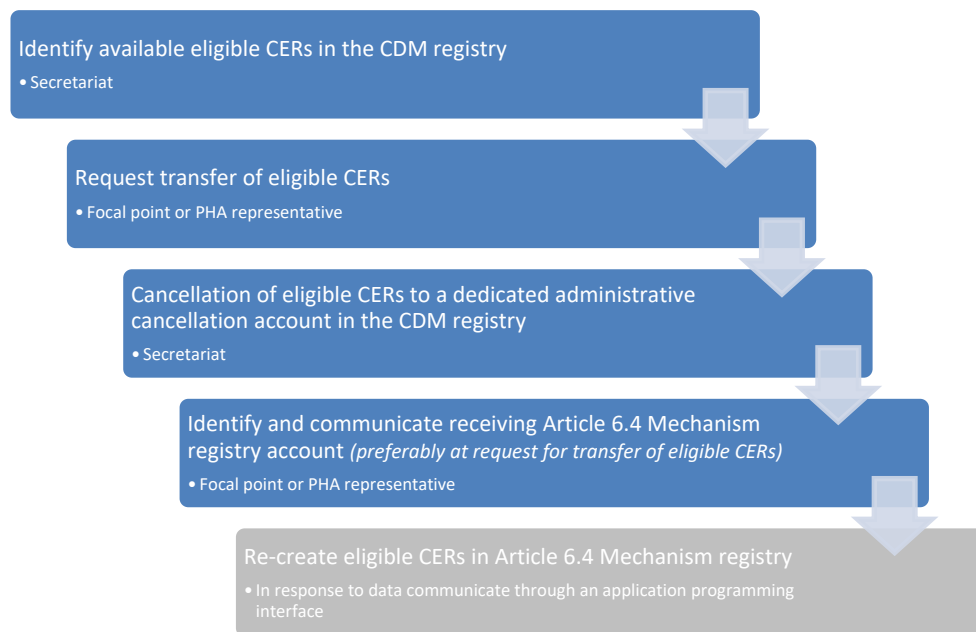 Identify available eligible CERs in the CDM registry
• Secretariat
Request transfer of eligible CERs
• Focal point or PHA representative
Cancellation of eligible CERs to a dedicated administrative
cancellation account in the CDM registry
• Secretariat
Identify and communicate receiving Article 6.4 Mechanism
registry account (preferably at request for transfer of eligible CERs)
• Focal point or PHA representative
Re-create eligible CERs in Article 6.4 Mechanism registry
• In response to data communicate through an application programming
interface